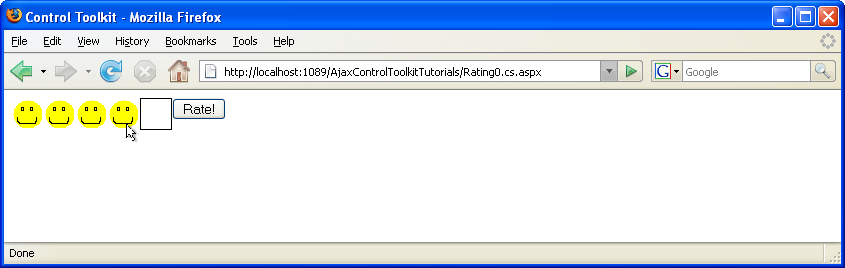 Control Toolkit - Mozilla Firefox
File Edit View History Bookmarks Tools Help
http://localhost:1089/AjaxControlToolkitTutorials/Rating0.cs.aspx G Google
Rate!
Done